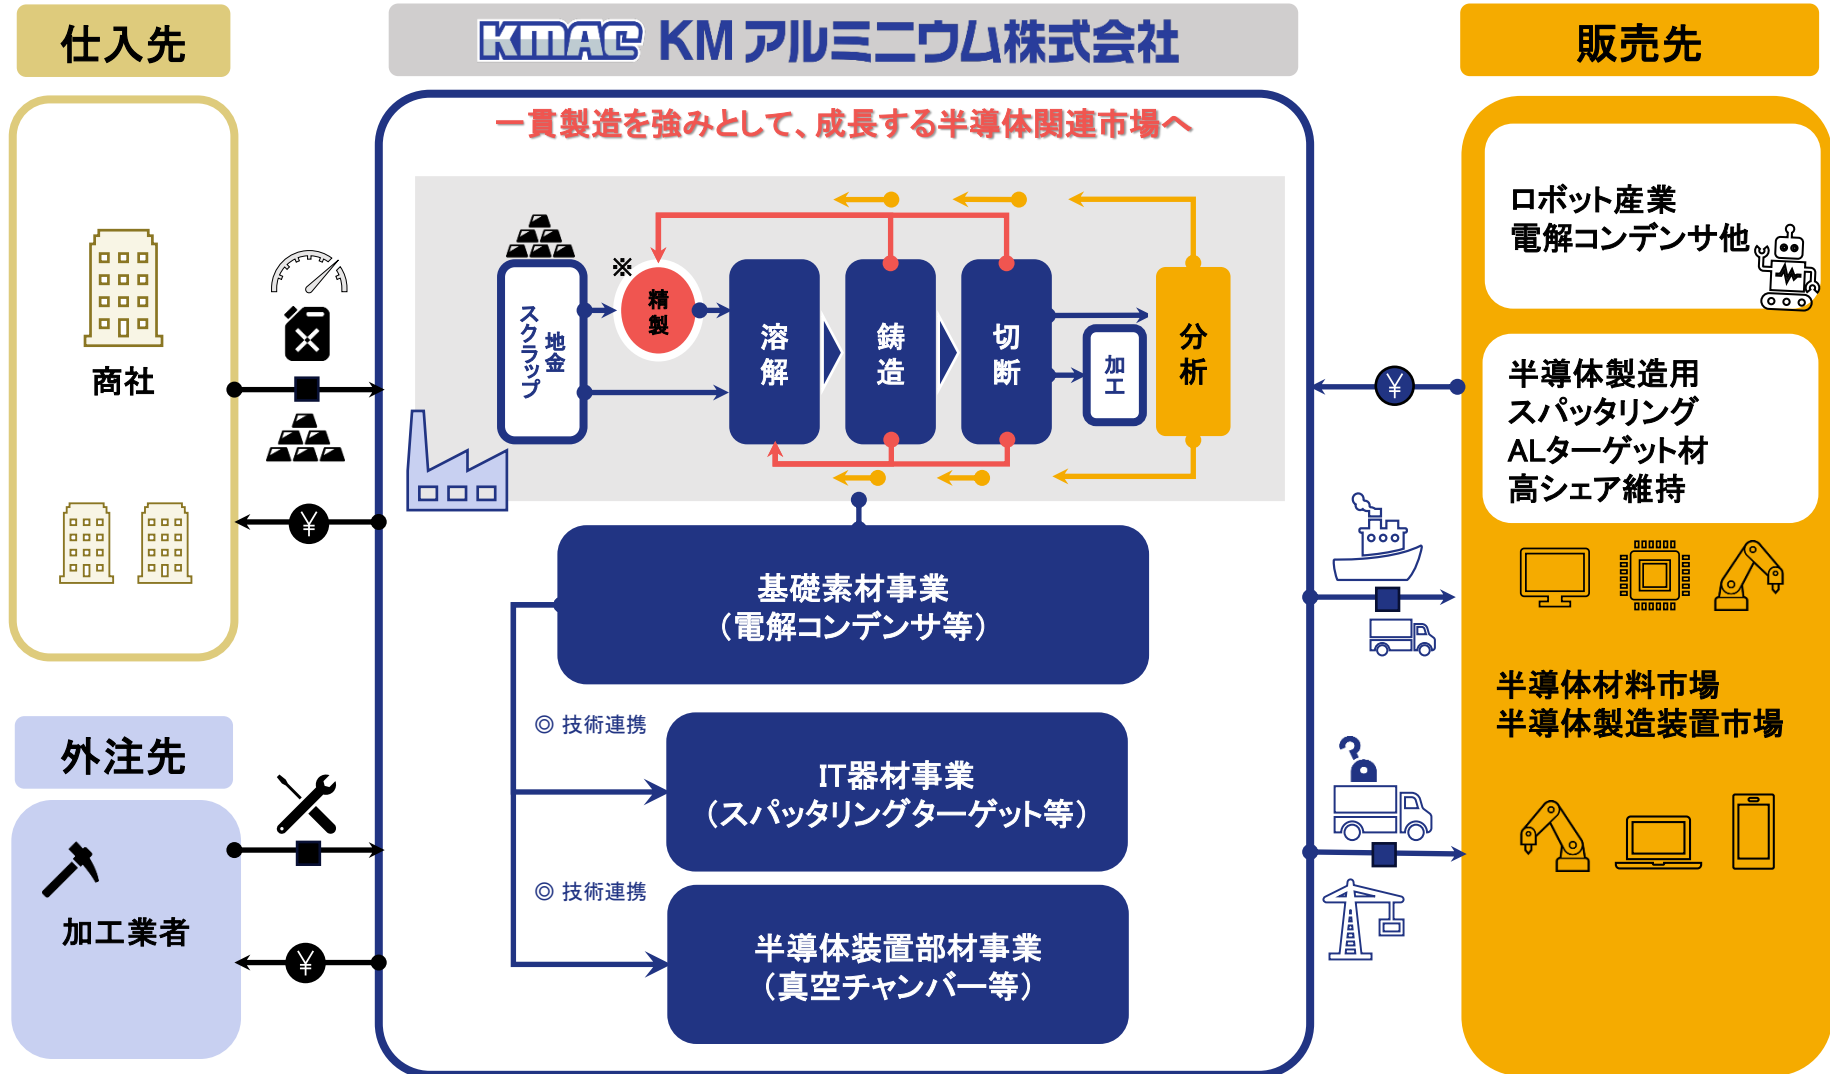 仕入先
KMAC KMアルミニウム株式会社
販売先
一貫製造を強みとして、成長する半導体関連市場へ
商社
¥
外注先
加工業者
¥
※
地金
スクラップ
精製
溶解
鋳造
切断
加工
分析
基礎素材事業
（電解コンデンサ等）
◎ 技術連携
IT器材事業
（スパッタリングターゲット等）
◎ 技術連携
半導体装置部材事業
（真空チャンバー等）
¥
ロボット産業
電解コンデンサ他
半導体製造用
スパッタリング
ALターゲット材
高シェア維持
半導体材料市場
半導体製造装置市場